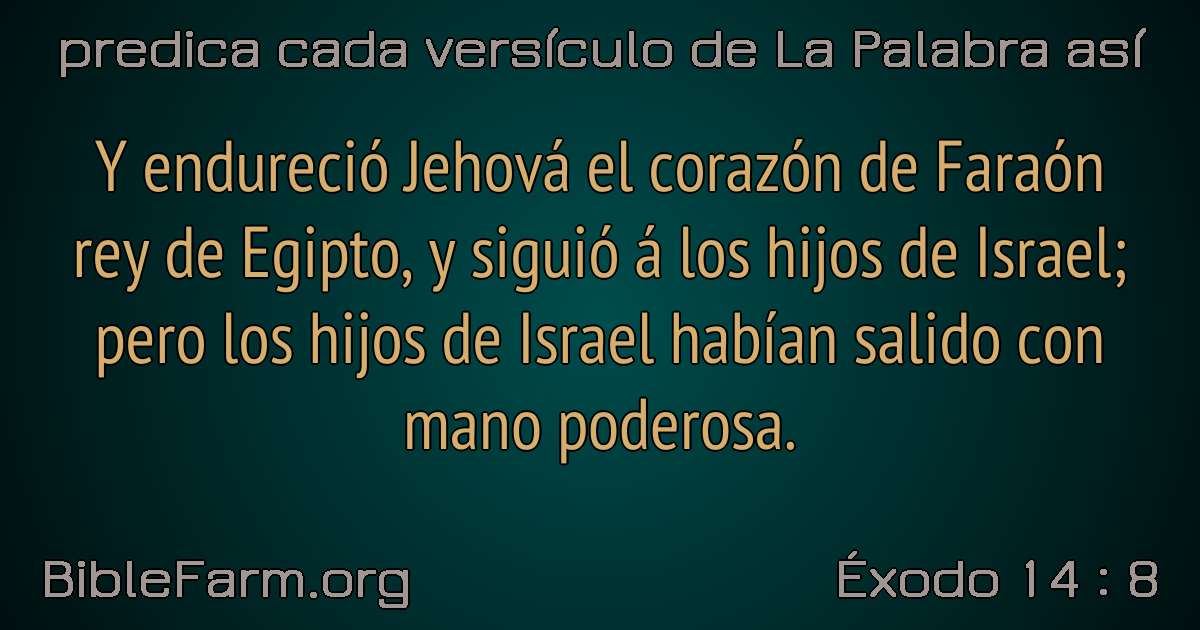 predica cada versículo de La Palabra así
Y endureció Jehová el corazón de Faraón
rey de Egipto, y siguió á los hijos de Israel;
pero los hijos de Israel habían salido con
mano poderosa.
BibleFarm.org
Éxodo 14 : 8